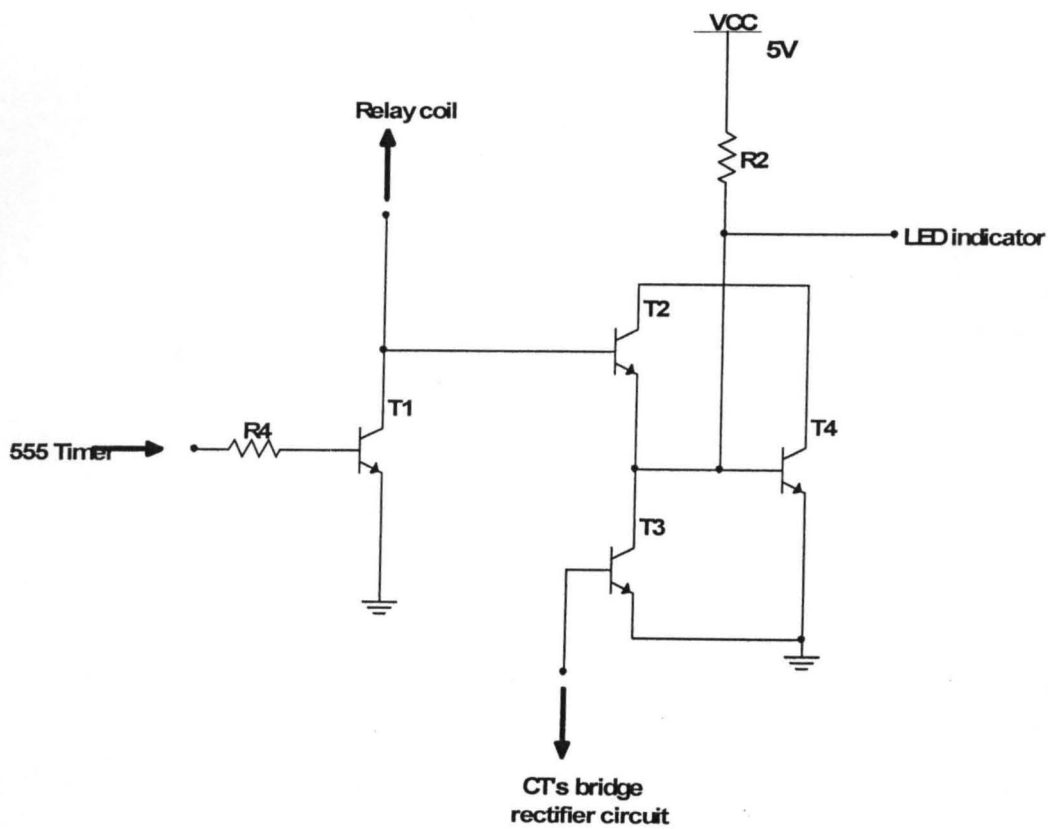 VCC
5V
Relay coil
R2
LED indicator
T2
T1
T4
R4
555 Timer
T3
CT's bridge
rectifier circuit